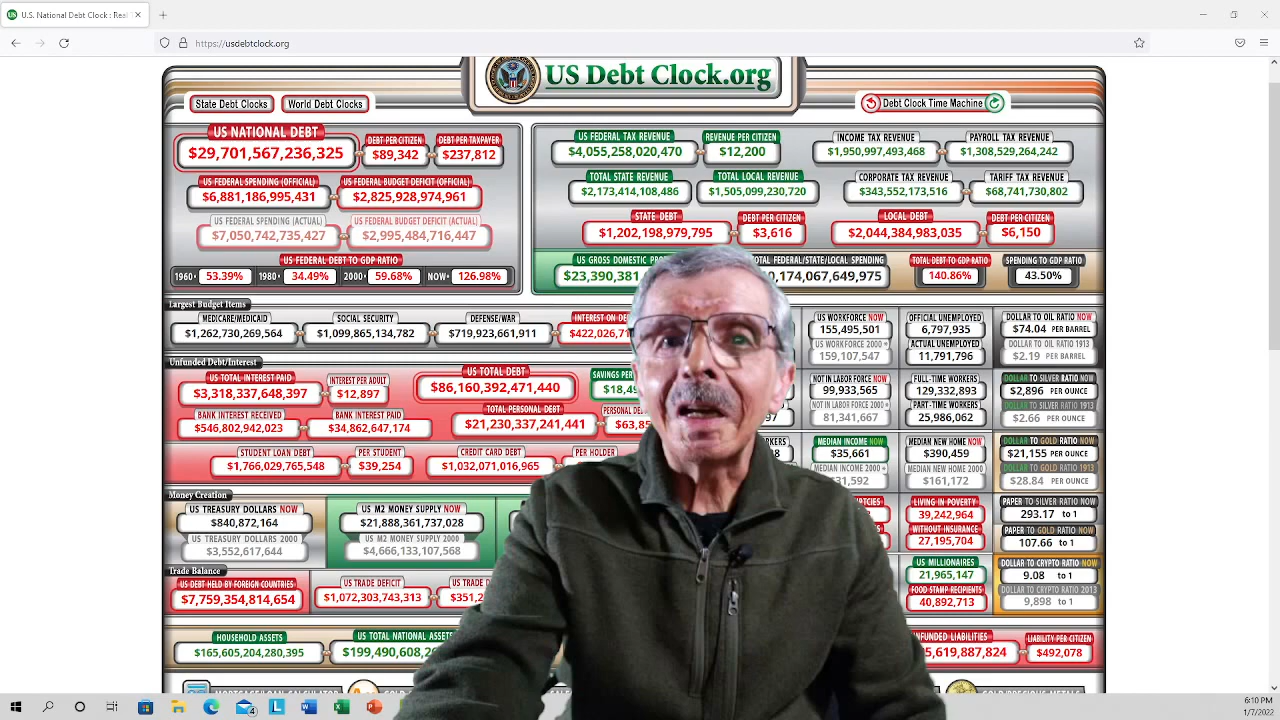 U.S. National Debt Clock : Real T
https://usdebtclock.org
US Debt Clock.org
State Debt Clocks
World Debt Clocks
Debt Clock Time Machine
US NATIONAL DEBT
$29,701,567,236,325
DEBT PER CITIZEN
$89,342
DEBT PER TAXPAYER
$237,812
US FEDERAL SPENDING (OFFICIAL)
$6,881,186,995,431
US FEDERAL BUDGET DEFICIT (OFFICIAL)
$2,825,928,974,961
US FEDERAL SPENDING (ACTUAL)
$7,050,742,735,427
US FEDERAL BUDGET DEFICIT (ACTUAL)
$2,995,484,716,447
US FEDERAL DEBT TO GDP RATIO
1960• 53.39% 1980• 34.49% 2000• 59.68% NOW• 126.98%
US FEDERAL TAX REVENUE
$4,055,258,020,470
REVENUE PER CITIZEN
$12,200
INCOME TAX REVENUE
$1,950,997,493,468
PAYROLL TAX REVENUE
$1,308,529,264,242
TOTAL STATE REVENUE
$2,173,414,108,486
TOTAL LOCAL REVENUE
$1,505,099,230,720
CORPORATE TAX REVENUE
$343,552,173,516
TARIFF TAX REVENUE
$68,741,730,802
STATE DEBT
$1,202,198,979,795
DEBT PER CITIZEN
$3,616
LOCAL DEBT
$2,044,384,983,035
DEBT PER CITIZEN
$6,150
US GROSS DOMESTIC
$23,390,381
FEDERAL/STATE/LOCAL SPENDING
174,067,649,975
TOTAL DEBT TO GDP RATIO
140.86%
SPENDING TO GDP RATIO
43.50%
Largest Budget Items
MEDICARE/MEDICAID
$1,262,730,269,564
SOCIAL SECURITY
$1,099,865,134,782
DEFENSE/WAR
$719,923,661,911
INTEREST ON
$422,026,7
US WORKFORCE NOW
155,495,501
US WORKFORCE 2000
159,107,547
OFFICIAL UNEMPLOYED
6,797,935
ACTUAL UNEMPLOYED
11,791,796
DOLLAR TO OIL RATIO NOW
$74.04 PER BARREL
DOLLAR TO OIL RATIO 1913
$2.19 PER BARREL
Unfunded Debt/Interest
US TOTAL INTEREST PAID
$3,318,337,648,397
INTEREST PER ADULT
$12,897
US TOTAL DEBT
$86,160,392,471,440
SAVINGS PER
$18,49
BANK INTEREST RECEIVED
$546,802,942,023
BANK INTEREST PAID
$34,862,647,174
TOTAL PERSONAL DEBT
$21,230,337,241,441
PERSONAL
$63,85
STUDENT LOAN DEBT
$1,766,029,765,548
PER STUDENT
$39,254
CREDIT CARD DEBT
$1,032,071,016,965
PER HOLDER
NOT IN LABOR FORCE NOW
99,933,565
NOT IN LABOR FORCE 2000
81,341,667
FULL-TIME WORKERS
129,332,893
PART-TIME WORKERS
25,986,062
DOLLAR TO SILVER RATIO NOW
$2,896 PER OUNCE
DOLLAR TO SILVER RATIO 1913
$2.66 PER OUNCE
MEDIAN INCOME NOW
$35,661
MEDIAN INCOME 2000
31,592
MEDIAN NEW HOME NOW
$390,459
MEDIAN NEW HOME 2000
$161,172
DOLLAR TO GOLD RATIO NOW
$21,155 PER OUNCE
DOLLAR TO GOLD RATIO 1913
$28.84 PER OUNCE
Money Creation
US TREASURY DOLLARS NOW
$840,872,164
US TREASURY DOLLARS 2000
$3,552,617,644
US M2 MONEY SUPPLY NOW
$21,888,361,737,028
US M2 MONEY SUPPLY 2000
$4,666,133,107,568
LIVING IN POVERTY
39,242,964
WITHOUT INSURANCE
27,195,704
PAPER TO SILVER RATIO NOW
293.17 to 1
PAPER TO GOLD RATIO NOW
107.66 to 1
Trade Balance
US DEBT HELD BY FOREIGN COUNTRIES
$7,759,354,814,654
US TRADE DEFICIT
$1,072,303,743,313
US TRADE
$351,2
US MILLIONAIRES
21,965,147
FOOD STAMP RECIPIENTS
40,892,713
DOLLAR TO CRYPTO RATIO NOW
9.08 to 1
DOLLAR TO CRYPTO RATIO 2013
9,898 to 1
HOUSEHOLD ASSETS
$165,605,204,280,395
US TOTAL NATIONAL ASSETS
$199,490,608,2
UNFUNDED LIABILITIES
5,619,887,824
LIABILITY PER CITIZEN
$492,078
6:10 PM
1/7/2022